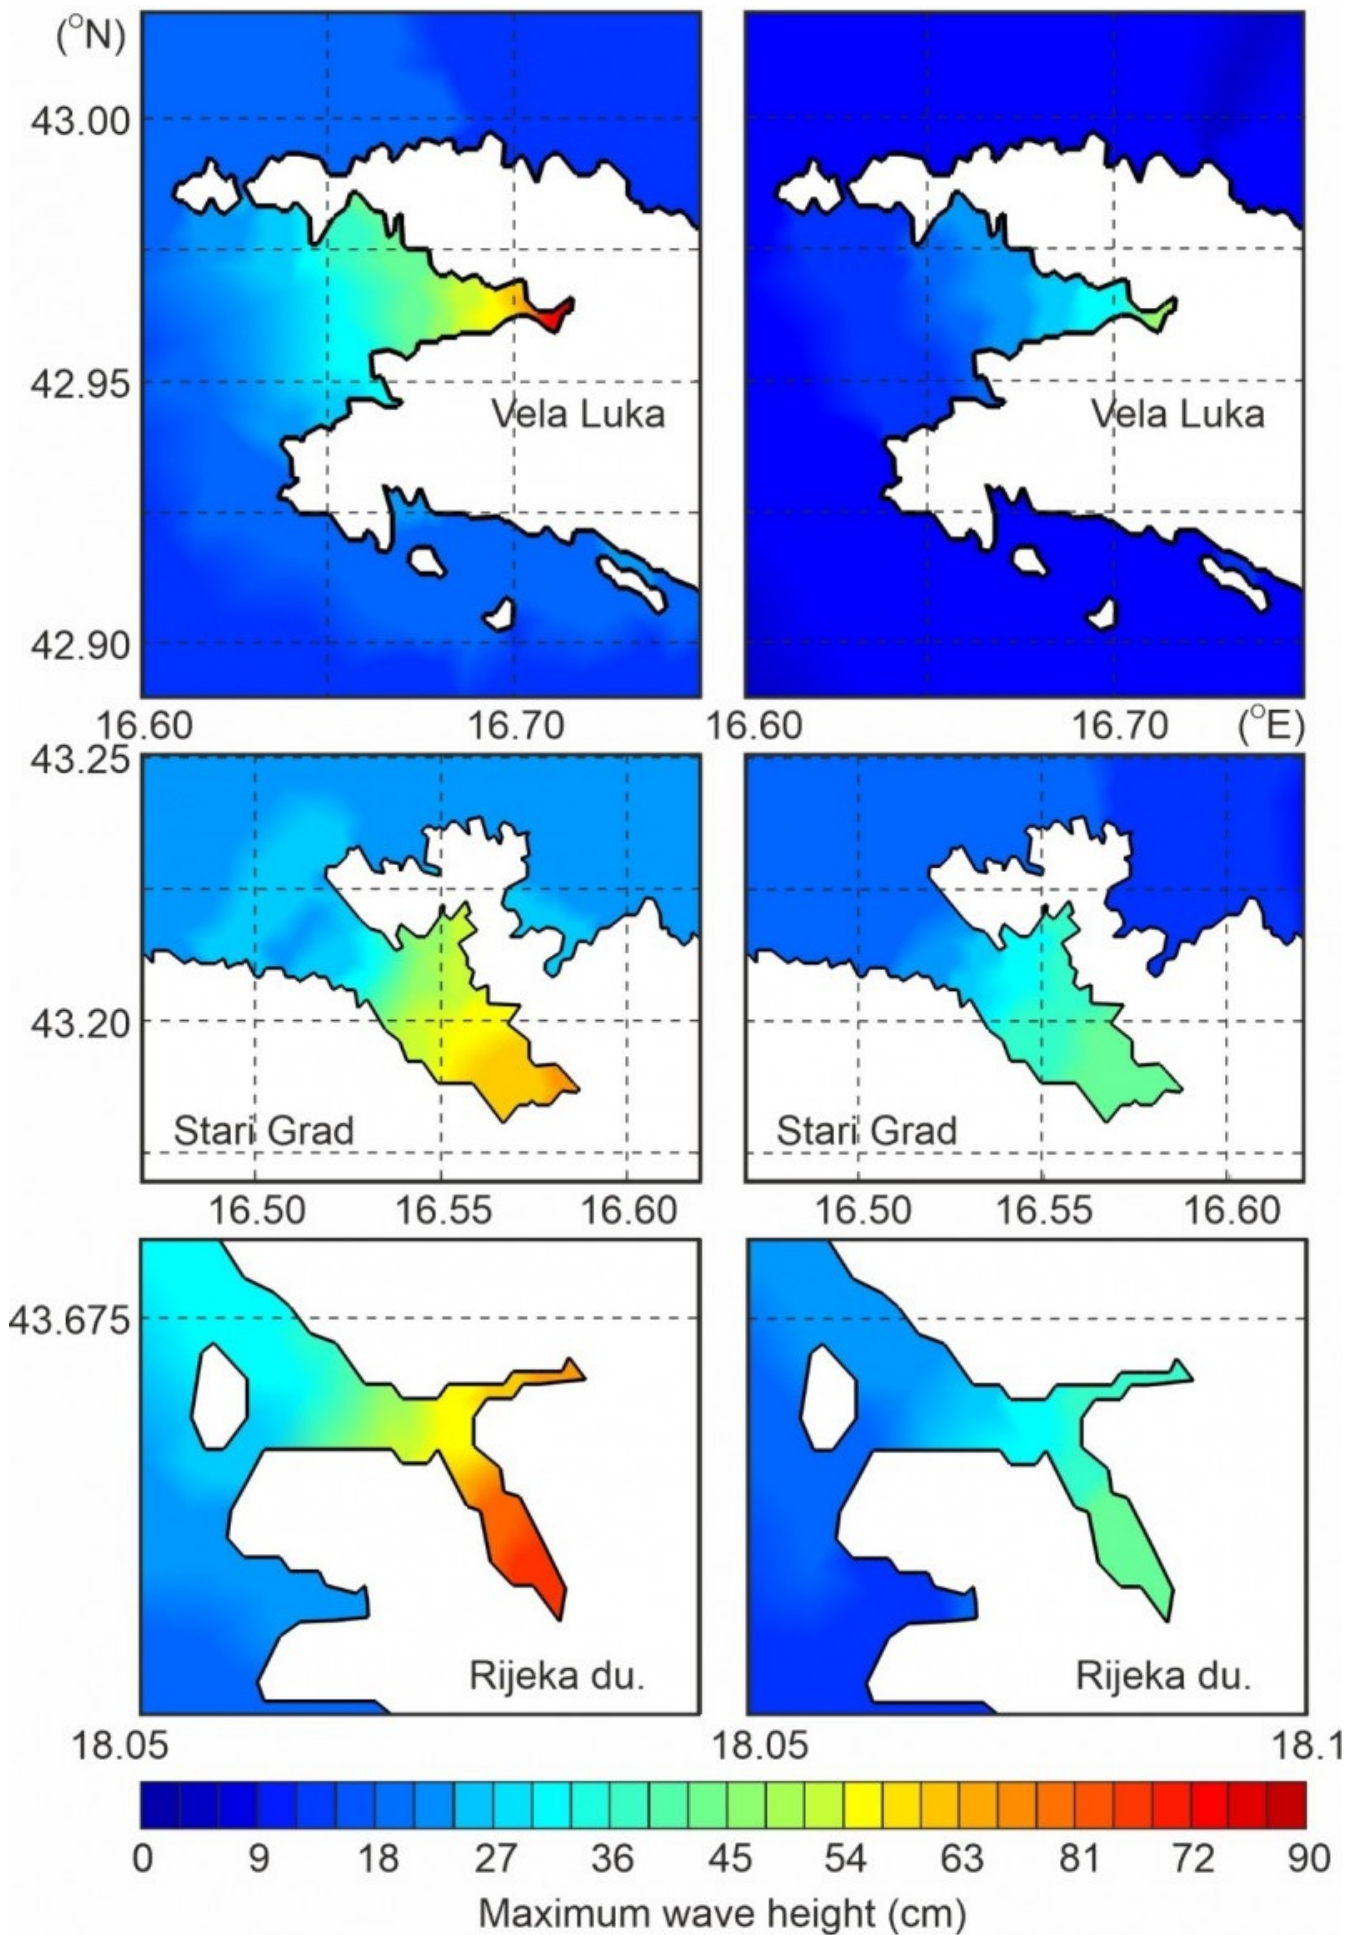 (°N)
43.00
42.95
Vela Luka
Vela Luka
42.90
16.60
16.70
16.60
16.70
(°E)
43.25
43.20
Stari Grad
Stari Grad
16.50
16.55
16.60
16.50
16.55
16.60
43.675
Rijeka du.
Rijeka du.
18.05
18.05
18.1
0 9 18 27 36 45 54 63 81 72 90
Maximum wave height (cm)